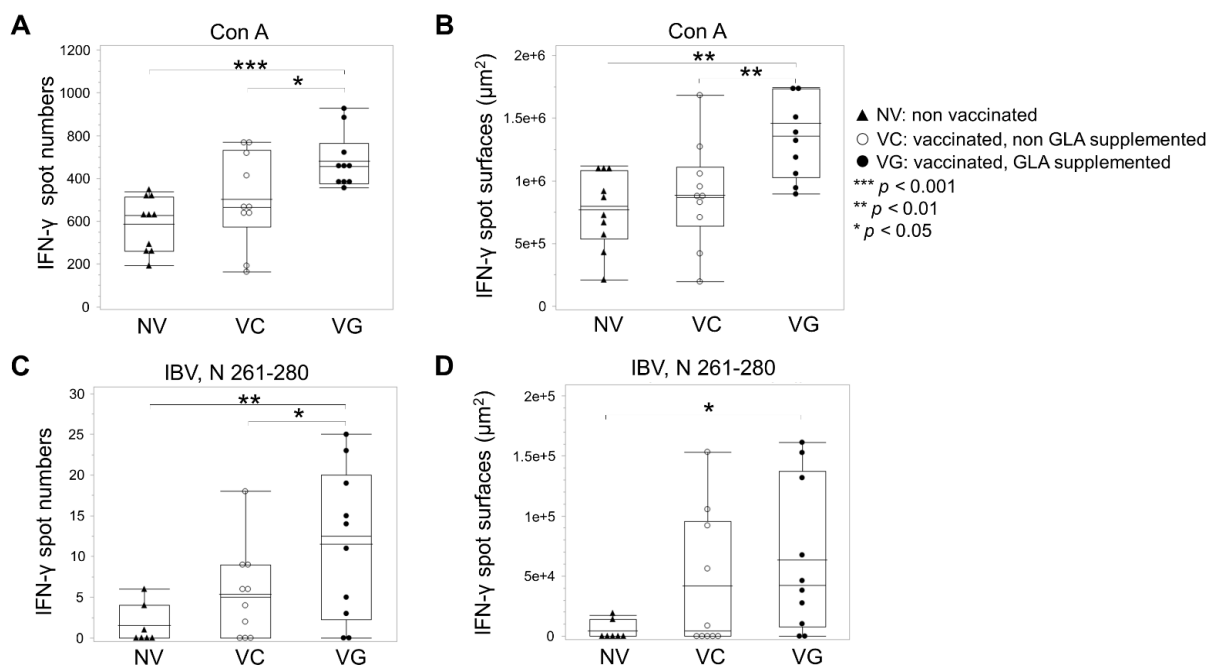 A
Con A
IFN-γ spot numbers
1200
1000
800
400
600
200
0
***
*
NV VC VG
B
Con A
IFN-γ spot surfaces (µm²)
2e+6
1.5e+6
1e+6
5e+5
0
**
**
NV VC VG
▲ NV: non vaccinated
○ VC: vaccinated, non GLA supplemented
● VG: vaccinated, GLA supplemented
*** p < 0.001
** p < 0.01
* p < 0.05
C
IBV, N 261-280
IFN-γ spot numbers
30
25
20
15
10
5
0
**
*
NV VC VG
D
IBV, N 261-280
IFN-γ spot surfaces (µm²)
2e+5
1.5e+5
1e+5
5e+4
0
*
NV VC VG